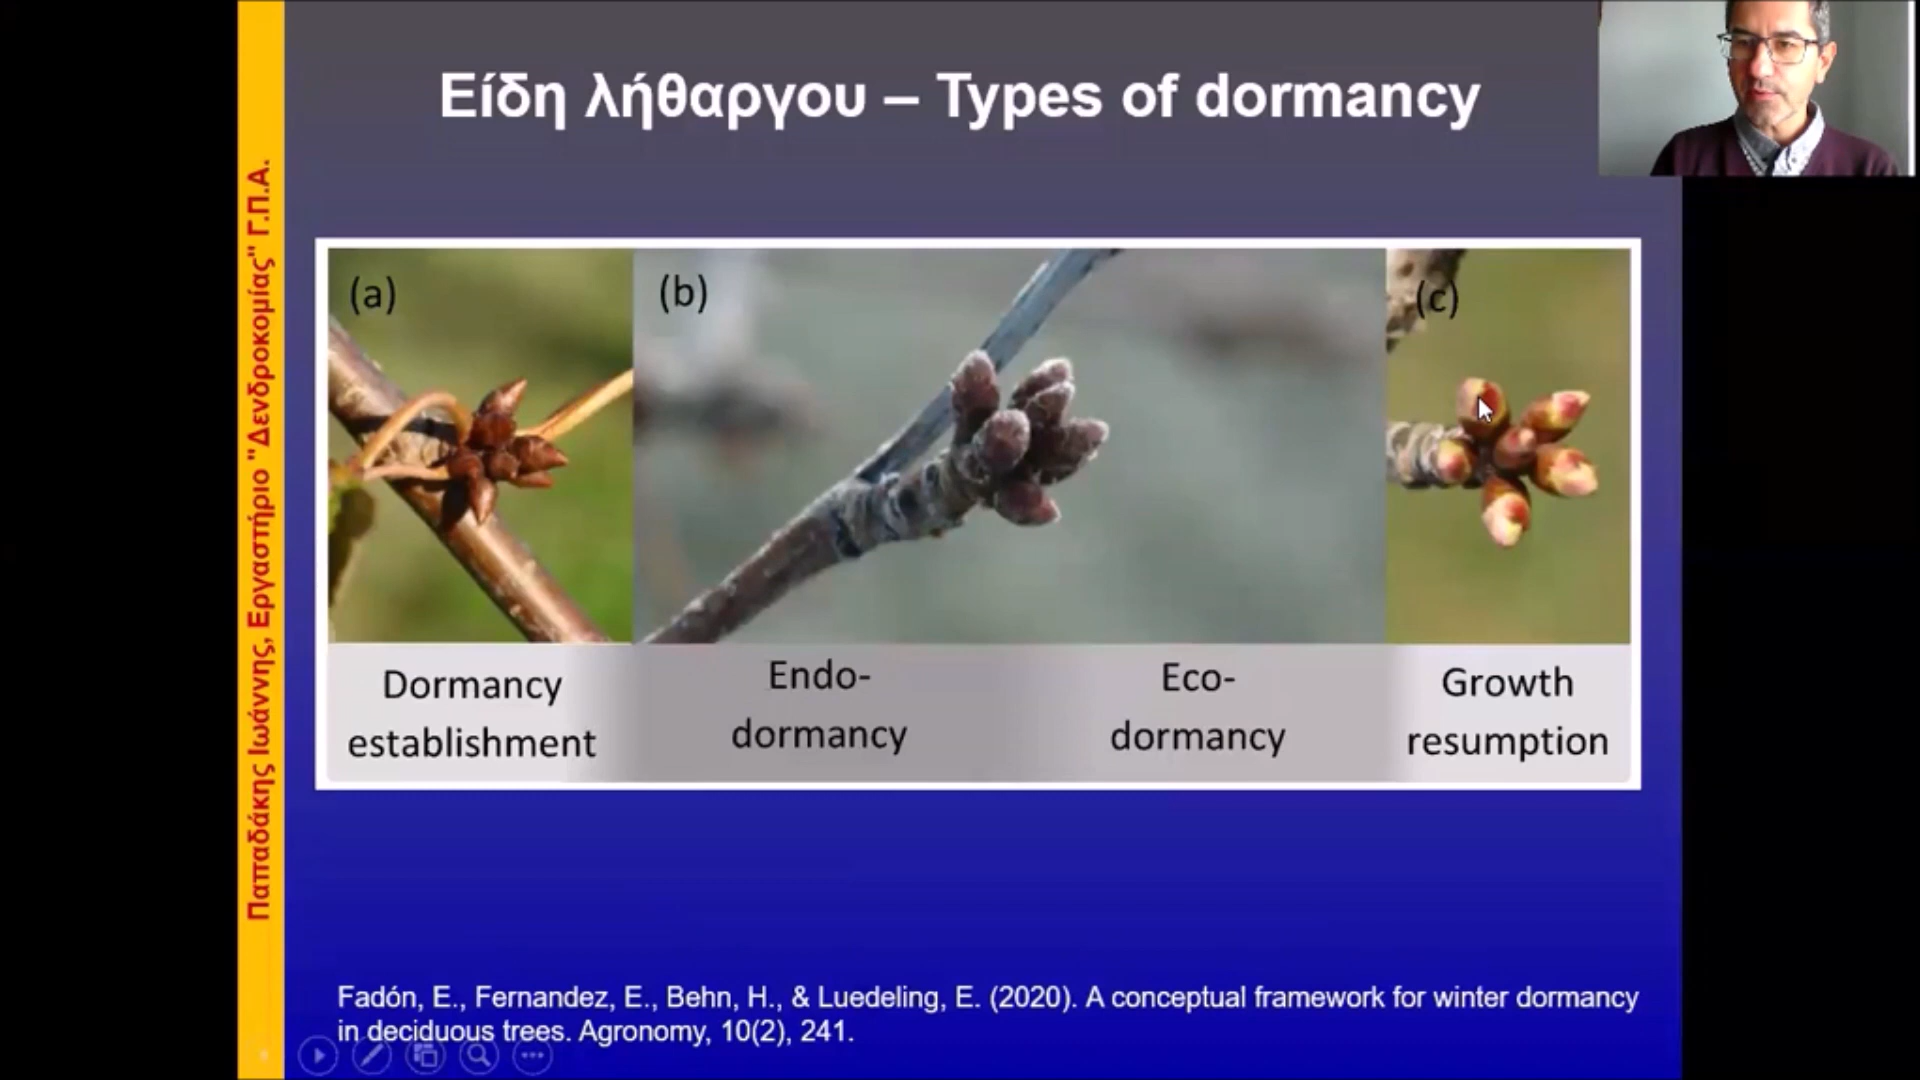 Είδη λήθαργου – Types of dormancy
Παπαδάκης Ιωάννης, Εργαστήριο "Δενδροκομίας" Γ.Π.Α.
(a)
(b)
(c)
Dormancy
establishment
Endo-
dormancy
Eco-
dormancy
Growth
resumption
Fadón, E., Fernandez, E., Behn, H., & Luedeling, E. (2020). A conceptual framework for winter dormancy
in deciduous trees. Agronomy, 10(2), 241.